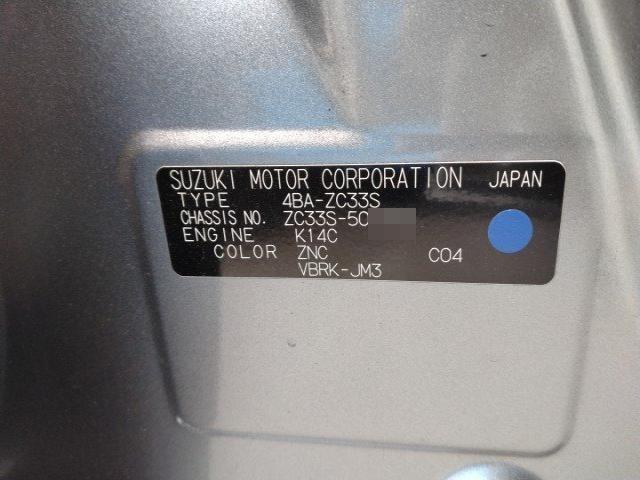 SUZUKI MOTOR CORPORATION JAPAN
TYPE 4BA-ZC33S
CHASSIS NO. ZC33S-50
ENGINE K14C
COLOR ZNC C04
VBRK-JM3